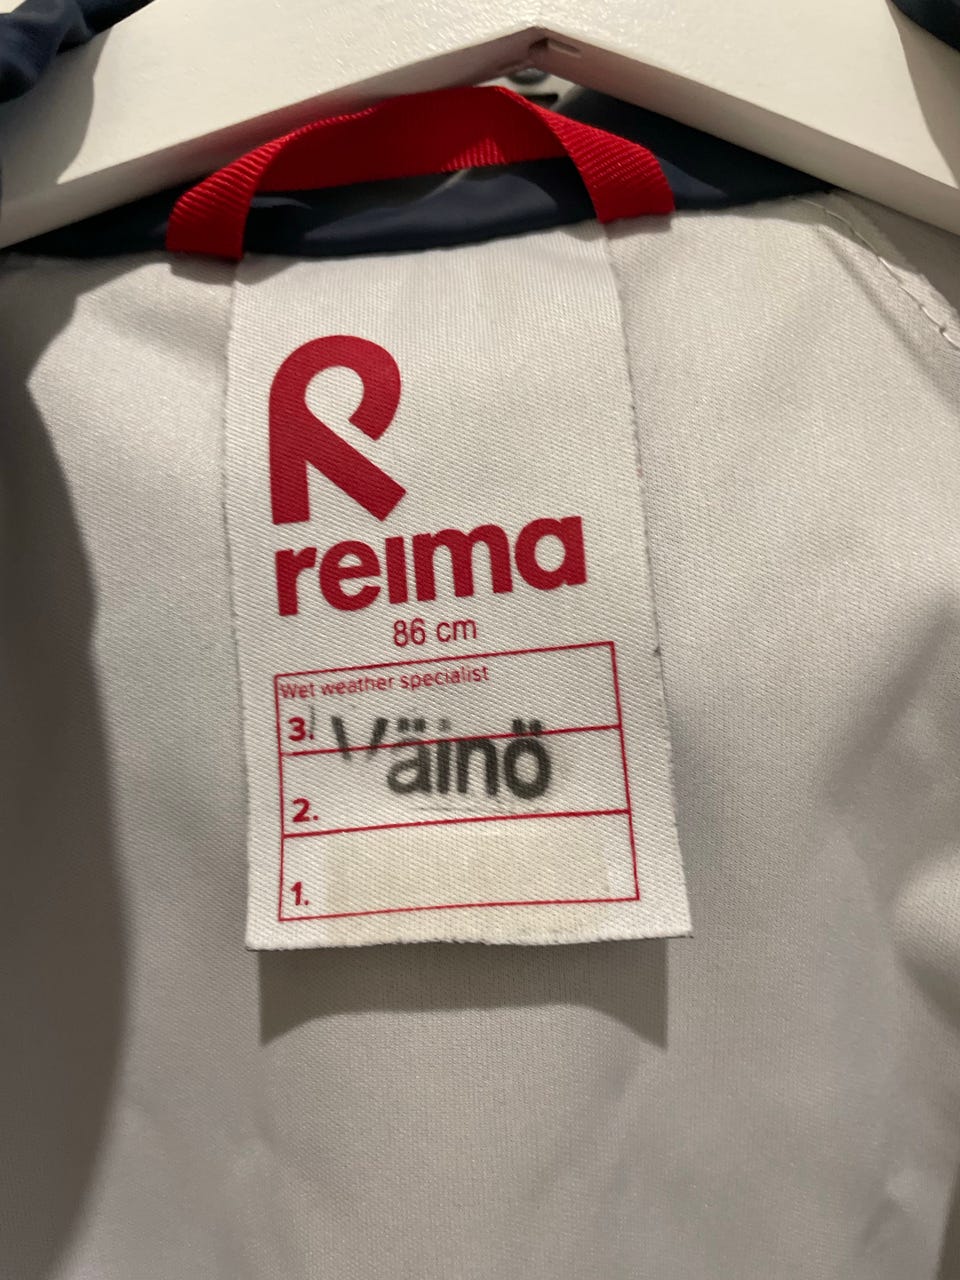 reima
86 cm
Wet weather specialist
3.
Väinö
2.
1.